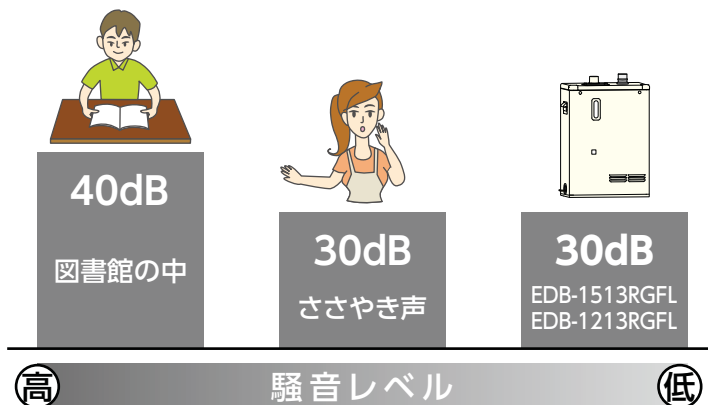 40dB
図書館の中
30dB
ささやき声
30dB
EDB-1513RGFL
EDB-1213RGFL
高 騒音レベル 低